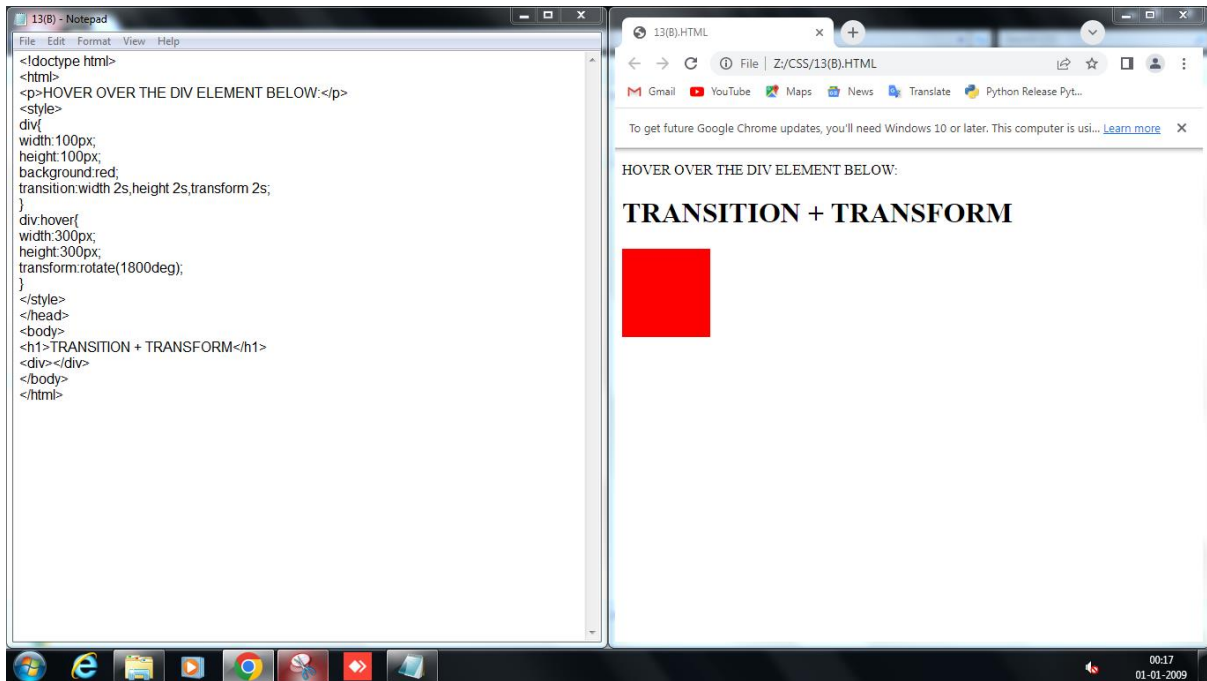 13(B) - Notepad
File Edit Format View Help
<!doctype html>
<html>
<p>HOVER OVER THE DIV ELEMENT BELOW:</p>
<style>
div{
width:100px;
height:100px;
background:red;
transition:width 2s,height 2s,transform 2s;
}
div:hover{
width:300px;
height:300px;
transform:rotate(1800deg);
}
</style>
</head>
<body>
<h1>TRANSITION + TRANSFORM</h1>
<div></div>
</body>
</html>
13(B).HTML
File | Z:/CSS/13(B).HTML
Gmail YouTube Maps News Translate Python Release Pyt...
To get future Google Chrome updates, you'll need Windows 10 or later. This computer is usi... Learn more
HOVER OVER THE DIV ELEMENT BELOW:
TRANSITION + TRANSFORM
00:17
01-01-2009